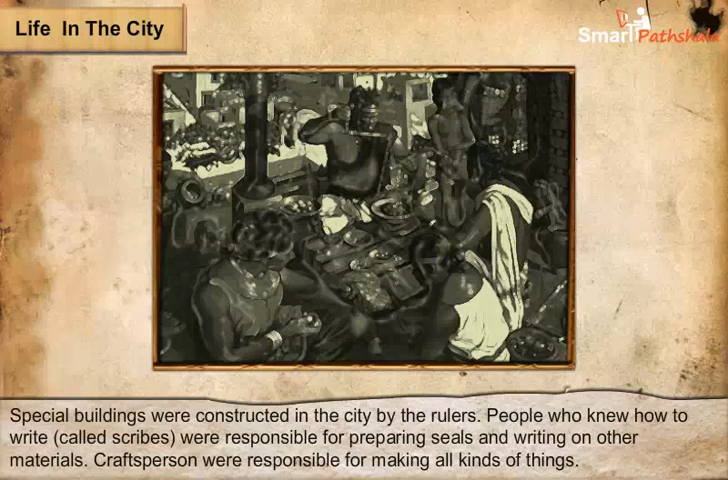 Life In The City
SmartPathshala
Special buildings were constructed in the city by the rulers. People who knew how to
write (called scribes) were responsible for preparing seals and writing on other
materials. Craftsperson were responsible for making all kinds of things.